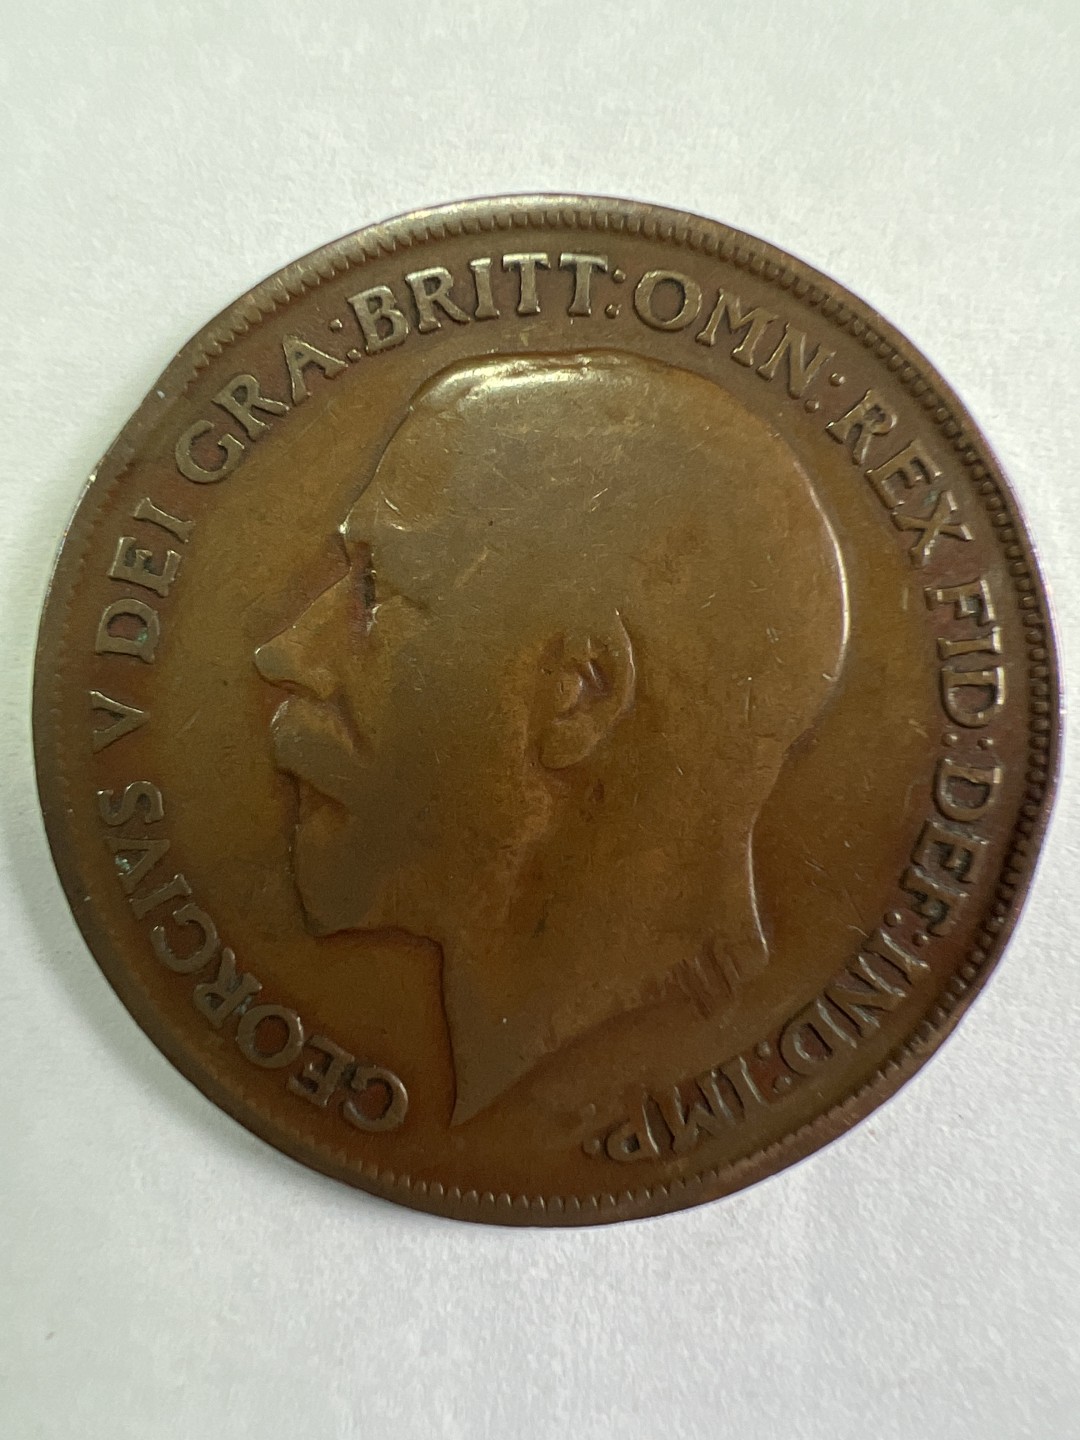 GEORGIVS V DEI GRA:BRITT:OMN:REX FID:DEF:IND:IMP.